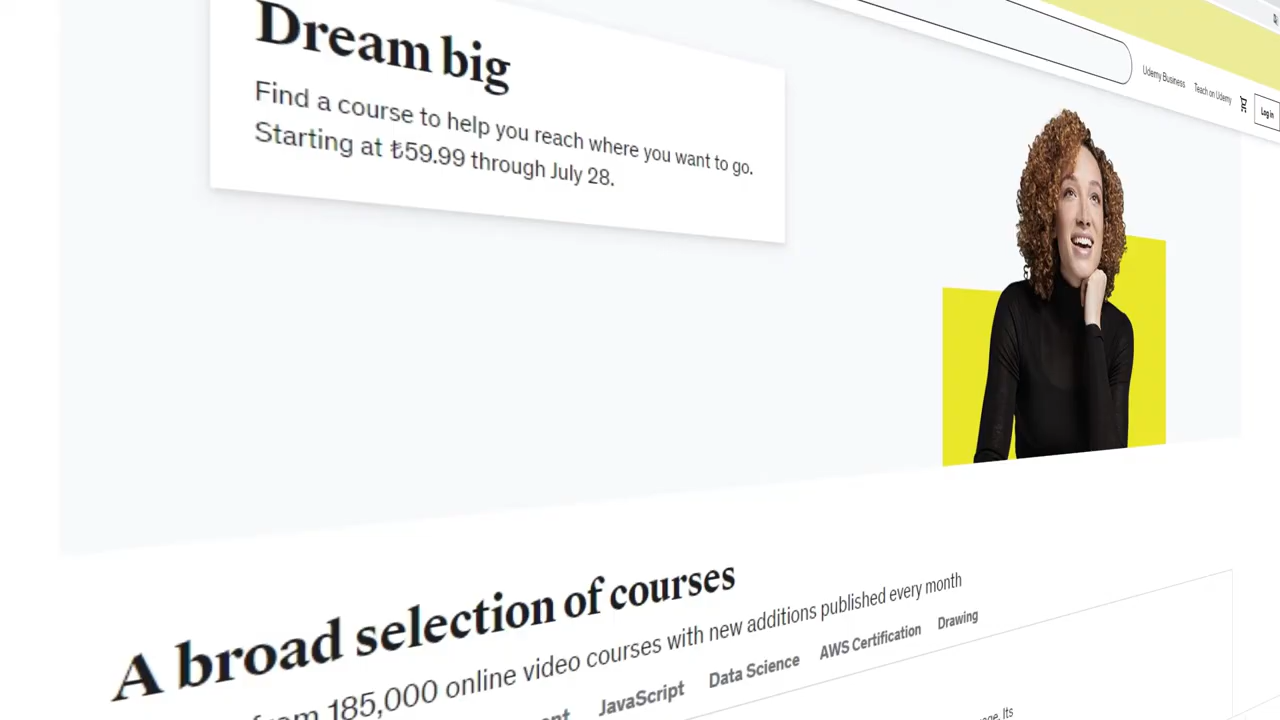 Udemy Business Teach on Udemy Log in
Dream big
Find a course to help you reach where you want to go.
Starting at ₺59.99 through July 28.
A broad selection of courses
from 185,000 online video courses with new additions published every month
JavaScript Data Science AWS Certification Drawing
Its